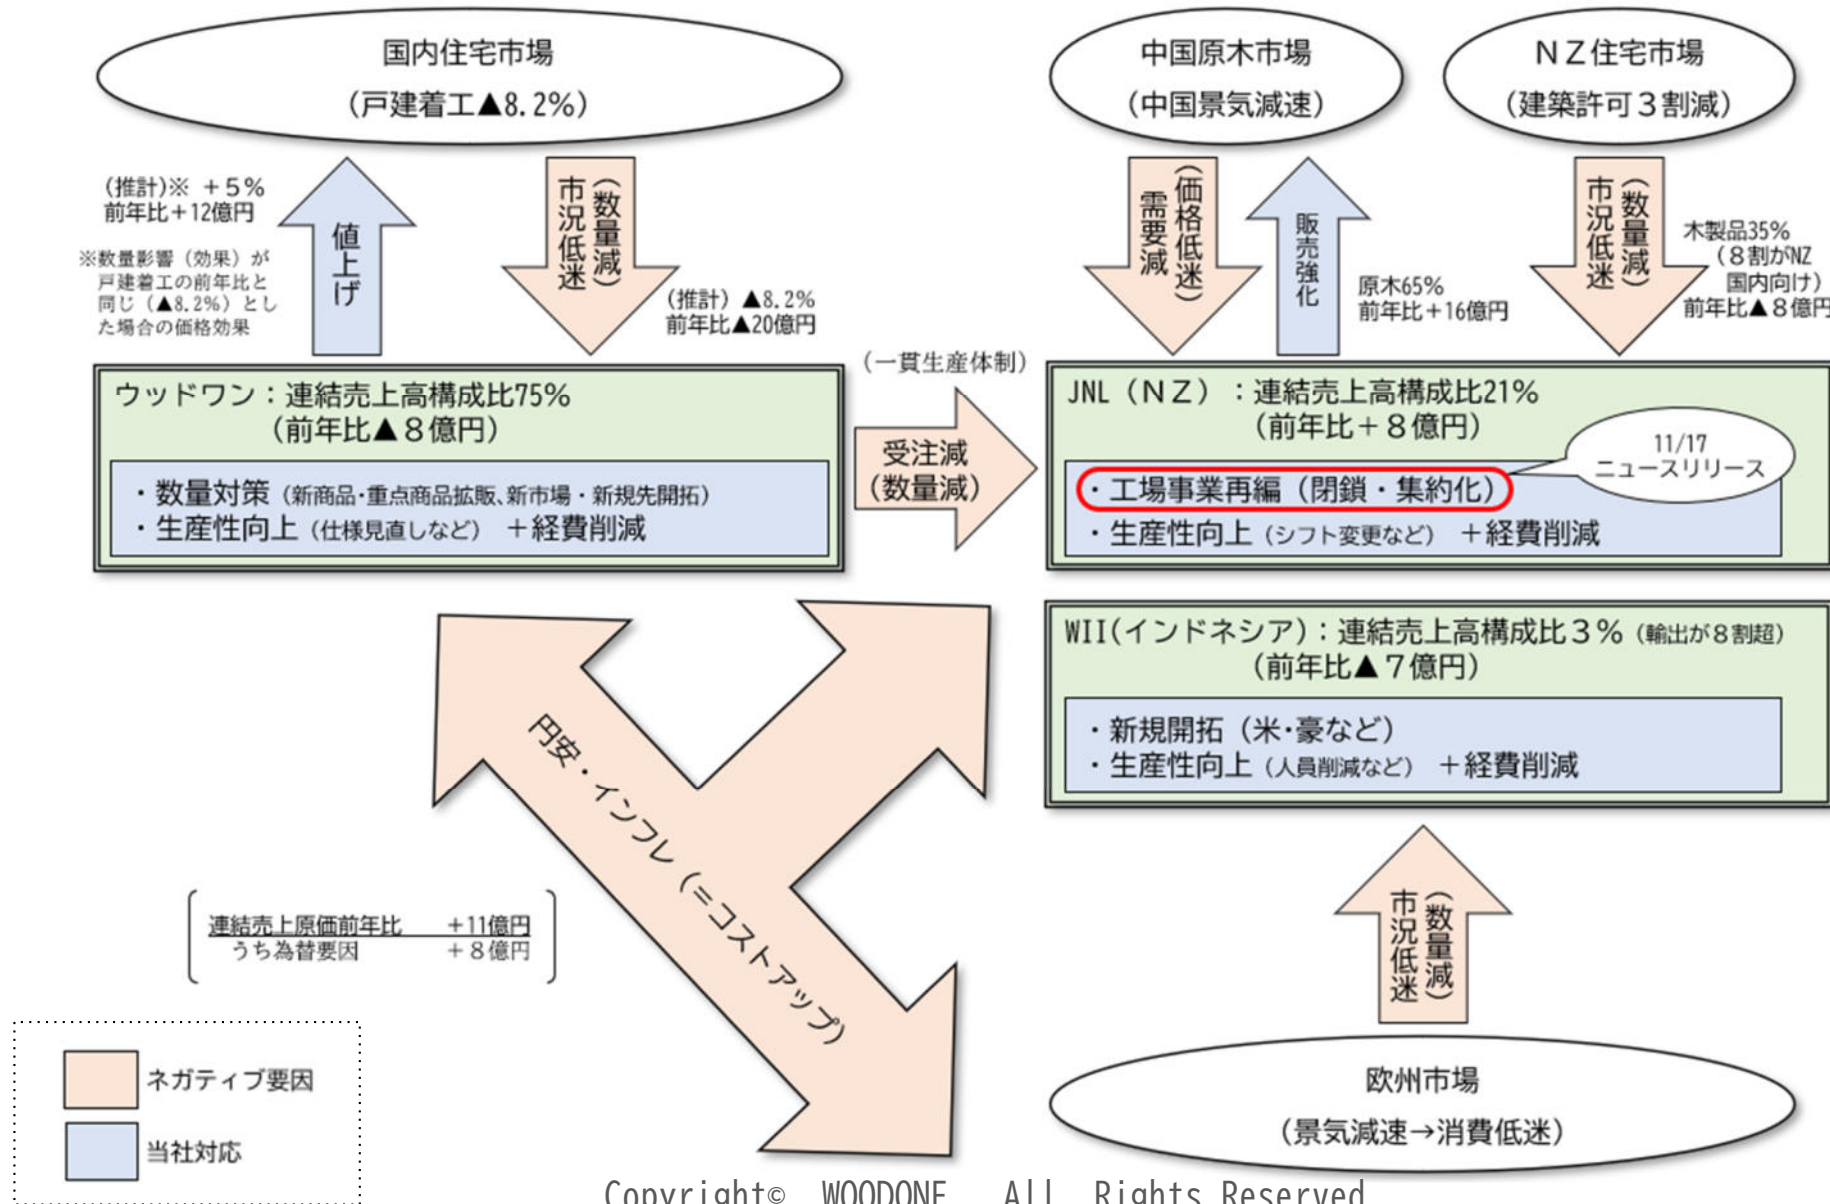 国内住宅市場
(戸建着工▲8.2%)
中国原木市場
(中国景気減速)
ＮＺ住宅市場
(建築許可３割減)
(推計)※ ＋５%
前年比＋12億円
※数量影響（効果）が
戸建着工の前年比と
同じ（▲8.2%）とし
た場合の価格効果
値上げ
市況低迷
（数量減）
(推計) ▲8.2%
前年比▲20億円
需要減
（価格低迷）
販売強化
原木65%
前年比＋16億円
市況低迷
（数量減）
木製品35%
（８割がNZ
国内向け）
前年比▲８億円
ウッドワン：連結売上高構成比75%
（前年比▲８億円）
・数量対策（新商品・重点商品拡販、新市場・新規先開拓）
・生産性向上（仕様見直しなど）＋経費削減
（一貫生産体制）
受注減
（数量減）
JNL（ＮＺ）：連結売上高構成比21%
（前年比＋８億円）
11/17
ニュースリリース
・工場事業再編（閉鎖・集約化）
・生産性向上（シフト変更など）＋経費削減
WII(インドネシア)：連結売上高構成比３%（輸出が８割超）
（前年比▲７億円）
・新規開拓（米・豪など）
・生産性向上（人員削減など）＋経費削減
円安・インフレ（＝コストアップ）
連結売上原価前年比 ＋11億円
うち為替要因 ＋８億円
市況低迷
（数量減）
欧州市場
（景気減速→消費低迷）
ネガティブ要因
当社対応
Copyright© WOODONE All Rights Reserved